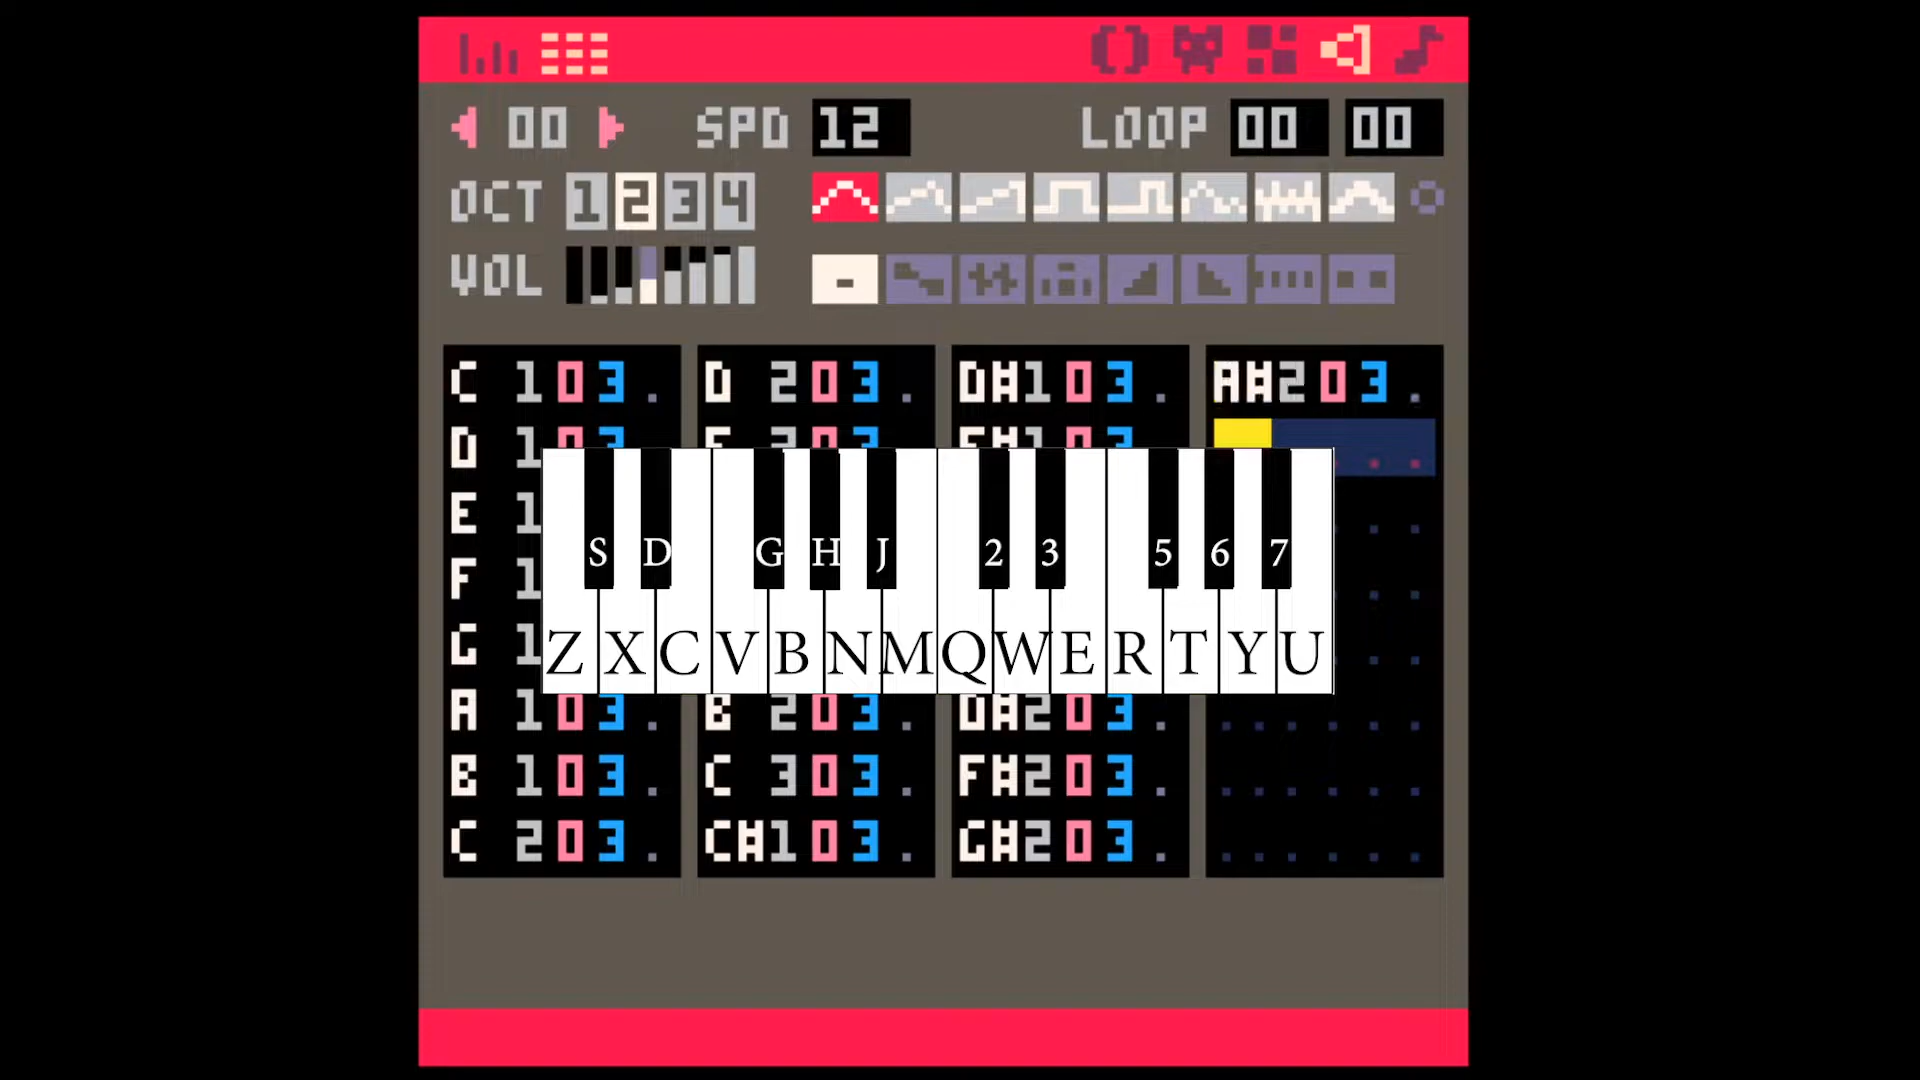 00 SPD 12 LOOP 00 00
OCT 1 2 3 4
VOL
C 1 0 3 . D 2 0 3 . D#1 0 3 . A#2 0 3 .
D 1
E 1
F 1
G 1
S D G H J 2 3 5 6 7
Z X C V B N M Q W E R T Y U
A 1 0 3 . B 2 0 3 . D#2 0 3 .
B 1 0 3 . C 3 0 3 . F#2 0 3 .
C 2 0 3 . C#1 0 3 . G#2 0 3 .